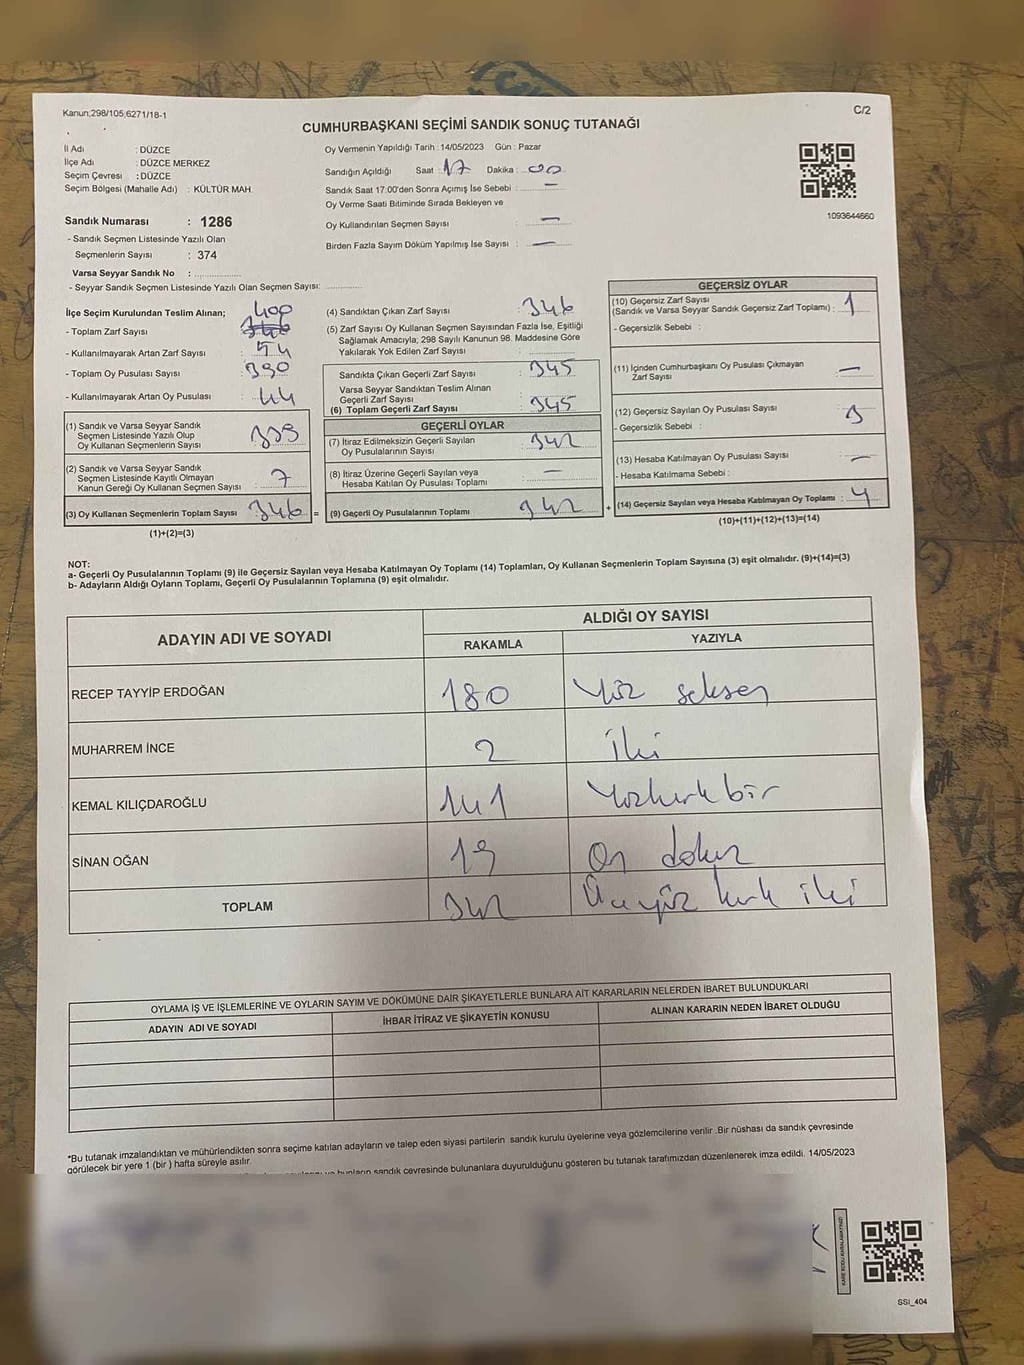 Kanun;298/105;6271/18-1
C/2
CUMHURBAŞKANI SEÇİMİ SANDIK SONUÇ TUTANAĞI
İl Adı : DÜZCE
İlçe Adı : DÜZCE MERKEZ
Seçim Çevresi : DÜZCE
Seçim Bölgesi (Mahalle Adı) : KÜLTÜR MAH.
Sandık Numarası : 1286
- Sandık Seçmen Listesinde Yazılı Olan
Seçmenlerin Sayısı : 374
Varsa Seyyar Sandık No :
- Seyyar Sandık Seçmen Listesinde Yazılı Olan Seçmen Sayısı:
Oy Vermenin Yapıldığı Tarih : 14/05/2023 Gün : Pazar
Sandığın Açıldığı Saat : 17 Dakika : 00
Sandık Saat 17.00'den Sonra Açımış İse Sebebi : —
Oy Verme Saati Bitiminde Sırada Bekleyen ve
Oy Kullandırılan Seçmen Sayısı : —
Birden Fazla Sayım Döküm Yapılmış İse Sayısı : —
1093644660
İlçe Seçim Kurulundan Teslim Alınan;
- Toplam Zarf Sayısı : 400
346
- Kullanılmayarak Artan Zarf Sayısı : 54
- Toplam Oy Pusulası Sayısı : 390
- Kullanılmayarak Artan Oy Pusulası : 44
(1) Sandık ve Varsa Seyyar Sandık
Seçmen Listesinde Yazılı Olup
Oy Kullanan Seçmenlerin Sayısı : 339
(2) Sandık ve Varsa Seyyar Sandık
Seçmen Listesinde Kayıtlı Olmayan
Kanun Gereği Oy Kullanan Seçmen Sayısı : 7
(3) Oy Kullanan Seçmenlerin Toplam Sayısı : 346 =
(1)+(2)=(3)
(4) Sandıktan Çıkan Zarf Sayısı : 346
(5) Zarf Sayısı Oy Kullanan Seçmen Sayısından Fazla İse, Eşitliği
Sağlamak Amacıyla; 298 Sayılı Kanunun 98. Maddesine Göre
Yakılarak Yok Edilen Zarf Sayısı :
Sandıkta Çıkan Geçerli Zarf Sayısı : 345
Varsa Seyyar Sandıktan Teslim Alınan
Geçerli Zarf Sayısı :
(6) Toplam Geçerli Zarf Sayısı : 345
GEÇERLİ OYLAR
(7) İtiraz Edilmeksizin Geçerli Sayılan
Oy Pusulalarının Sayısı : 342
(8) İtiraz Üzerine Geçerli Sayılan veya
Hesaba Katılan Oy Pusulası Toplamı : —
(9) Geçerli Oy Pusulalarının Toplamı : 342 +
GEÇERSİZ OYLAR
(10) Geçersiz Zarf Sayısı
(Sandık ve Varsa Seyyar Sandık Geçersiz Zarf Toplamı) : 1
- Geçersizlik Sebebi :
(11) İçinden Cumhurbaşkanı Oy Pusulası Çıkmayan
Zarf Sayısı : —
(12) Geçersiz Sayılan Oy Pusulası Sayısı : 3
- Geçersizlik Sebebi :
(13) Hesaba Katılmayan Oy Pusulası Sayısı : —
- Hesaba Katılmama Sebebi :
(14) Geçersiz Sayılan veya Hesaba Katılmayan Oy Toplamı : 4
(10)+(11)+(12)+(13)=(14)
NOT:
a- Geçerli Oy Pusulalarının Toplamı (9) ile Geçersiz Sayılan veya Hesaba Katılmayan Oy Toplamı (14) Toplamları, Oy Kullanan Seçmenlerin Toplam Sayısına (3) eşit olmalıdır. (9)+(14)=(3)
b- Adayların Aldığı Oyların Toplamı, Geçerli Oy Pusulalarının Toplamına (9) eşit olmalıdır.
ADAYIN ADI VE SOYADI
ALDIĞI OY SAYISI
RAKAMLA YAZIYLA
RECEP TAYYİP ERDOĞAN 180 Yüz seksen
MUHARREM İNCE 2 iki
KEMAL KILIÇDAROĞLU 141 Yüzkırk bir
SİNAN OĞAN 19 On dokuz
TOPLAM 342 Üçyüz kırk iki
OYLAMA İŞ VE İŞLEMLERİNE VE OYLARIN SAYIM VE DÖKÜMÜNE DAİR ŞİKAYETLERLE BUNLARA AİT KARARLARIN NELERDEN İBARET BULUNDUKLARI
ADAYIN ADI VE SOYADI İHBAR İTİRAZ VE ŞİKAYETİN KONUSU ALINAN KARARIN NEDEN İBARET OLDUĞU
*Bu tutanak imzalandıktan ve mühürlendikten sonra seçime katılan adayların ve talep eden siyasi partilerin sandık kurulu üyelerine veya gözlemcilerine verilir .Bir nüshası da sandık çevresinde
görülecek bir yere 1 (bir ) hafta süreyle asılır.
ve bunların sandık çevresinde bulunanlara duyurulduğunu gösteren bu tutanak tarafımızdan düzenlenerek imza edildi. 14/05/2023
KARE KODU KARALAMAYINIZ!
SSİ_404